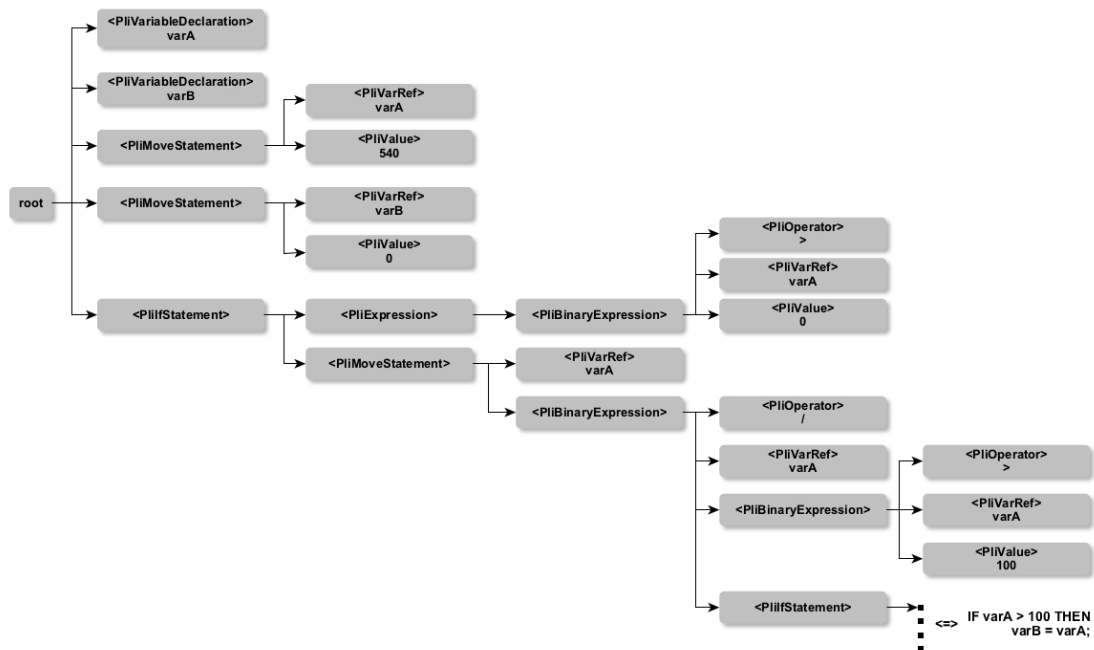 <PliVariableDeclaration>
varA
<PliVariableDeclaration>
varB
<PliMoveStatement>
<PliVarRef>
varA
<PliValue>
540
root
<PliMoveStatement>
<PliVarRef>
varB
<PliValue>
0
<PliIfStatement>
<PliExpression>
<PliBinaryExpression>
<PliOperator>
>
<PliVarRef>
varA
<PliValue>
0
<PliMoveStatement>
<PliVarRef>
varA
<PliBinaryExpression>
<PliOperator>
/
<PliVarRef>
varA
<PliBinaryExpression>
<PliOperator>
>
<PliVarRef>
varA
<PliValue>
100
<PliIfStatement>
<=> IF varA > 100 THEN
varB = varA;